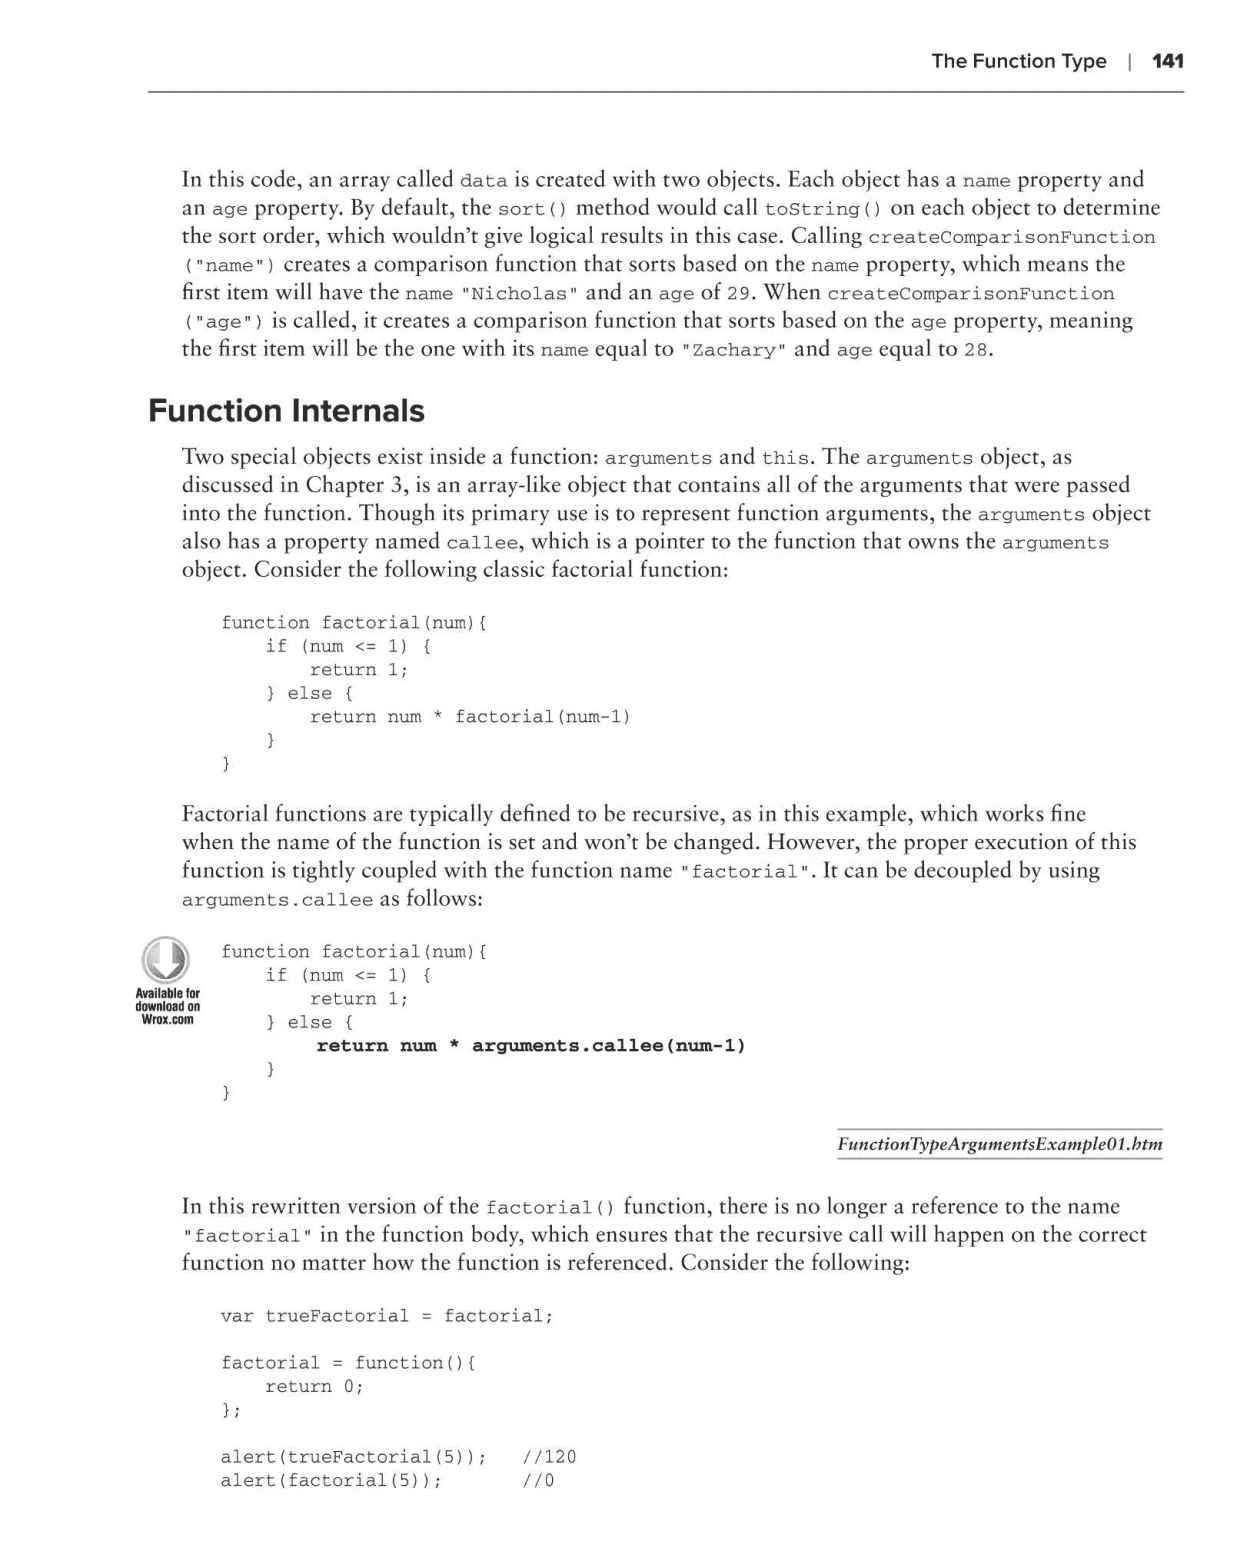 The Function Type | 141
In this code, an array called data is created with two objects. Each object has a name property and
an age property. By default, the sort() method would call toString() on each object to determine
the sort order, which wouldn't give logical results in this case. Calling createComparisonFunction
("name") creates a comparison function that sorts based on the name property, which means the
first item will have the name "Nicholas" and an age of 29. When createComparisonFunction
("age") is called, it creates a comparison function that sorts based on the age property, meaning
the first item will be the one with its name equal to "Zachary" and age equal to 28.
Function Internals
Two special objects exist inside a function: arguments and this. The arguments object, as
discussed in Chapter 3, is an array-like object that contains all of the arguments that were passed
into the function. Though its primary use is to represent function arguments, the arguments object
also has a property named callee, which is a pointer to the function that owns the arguments
object. Consider the following classic factorial function:
function factorial(num){
    if (num <= 1) {
        return 1;
    } else {
        return num * factorial(num-1)
    }
}
Factorial functions are typically defined to be recursive, as in this example, which works fine
when the name of the function is set and won't be changed. However, the proper execution of this
function is tightly coupled with the function name "factorial". It can be decoupled by using
arguments.callee as follows:
Available for
download on
Wrox.com
function factorial(num){
    if (num <= 1) {
        return 1;
    } else {
        return num * arguments.callee(num-1)
    }
}
FunctionTypeArgumentsExample01.htm
In this rewritten version of the factorial() function, there is no longer a reference to the name
"factorial" in the function body, which ensures that the recursive call will happen on the correct
function no matter how the function is referenced. Consider the following:
var trueFactorial = factorial;
factorial = function(){
    return 0;
};
alert(trueFactorial(5));   //120
alert(factorial(5));       //0